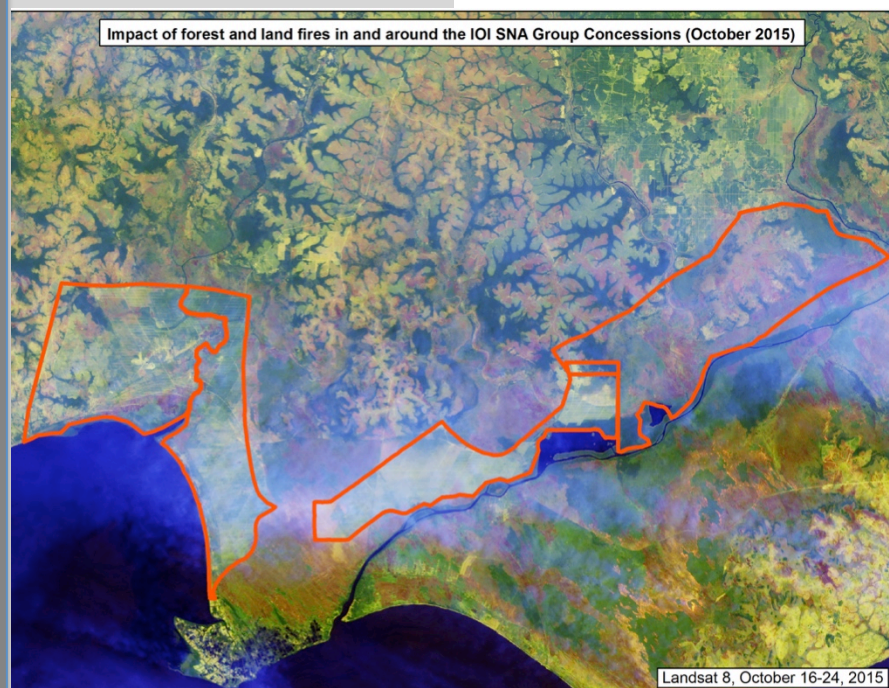 Impact of forest and land fires in and around the IOI SNA Group Concessions (October 2015)
Landsat 8, October 16-24, 2015